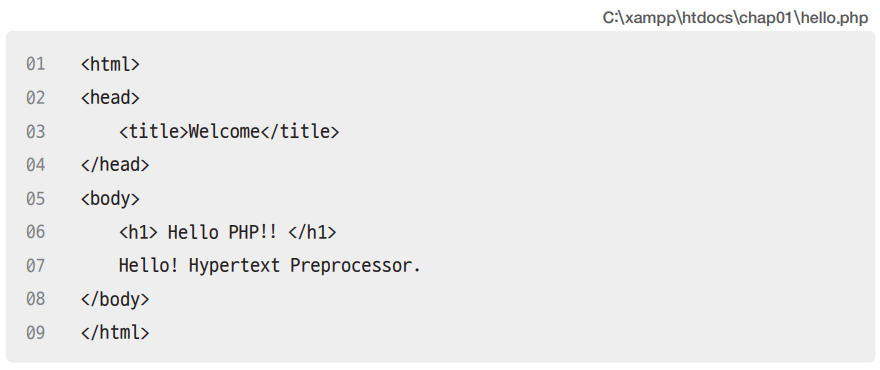 C:\xampp\htdocs\chap01\hello.php
01 <html>
02 <head>
03 <title>Welcome</title>
04 </head>
05 <body>
06 <h1> Hello PHP!! </h1>
07 Hello! Hypertext Preprocessor.
08 </body>
09 </html>